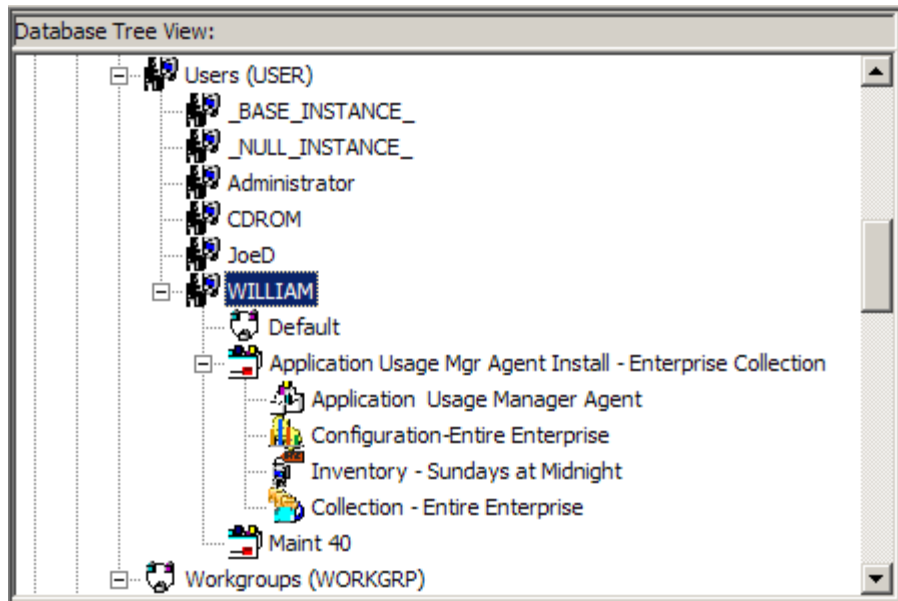 Database Tree View:
Users (USER)
_BASE_INSTANCE_
_NULL_INSTANCE_
Administrator
CDROM
JoeD
WILLIAM
Default
Application Usage Mgr Agent Install - Enterprise Collection
Application  Usage Manager Agent
Configuration-Entire Enterprise
Inventory - Sundays at Midnight
Collection - Entire Enterprise
Maint 40
Workgroups (WORKGRP)